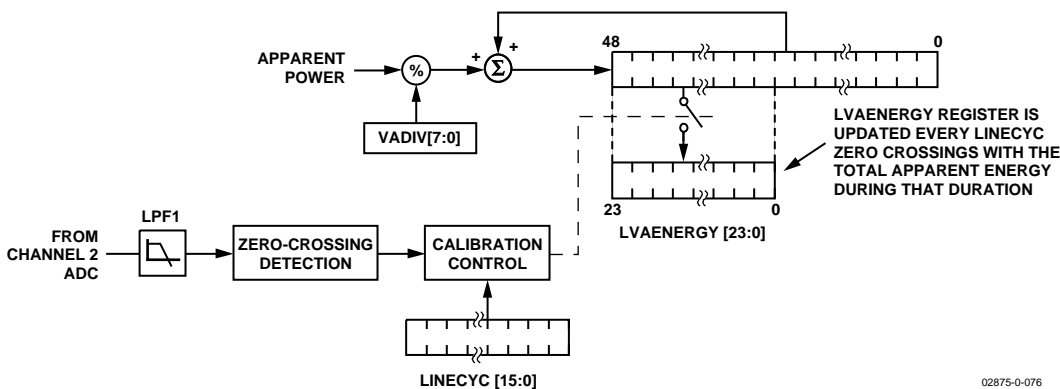 48
0
APPARENT
POWER
%
+
Σ
+
VADIV[7:0]
LVAENERGY REGISTER IS
UPDATED EVERY LINECYC
ZERO CROSSINGS WITH THE
TOTAL APPARENT ENERGY
DURING THAT DURATION
23
0
LVAENERGY [23:0]
LPF1
FROM
CHANNEL 2
ADC
ZERO-CROSSING
DETECTION
CALIBRATION
CONTROL
LINECYC [15:0]
02875-0-076